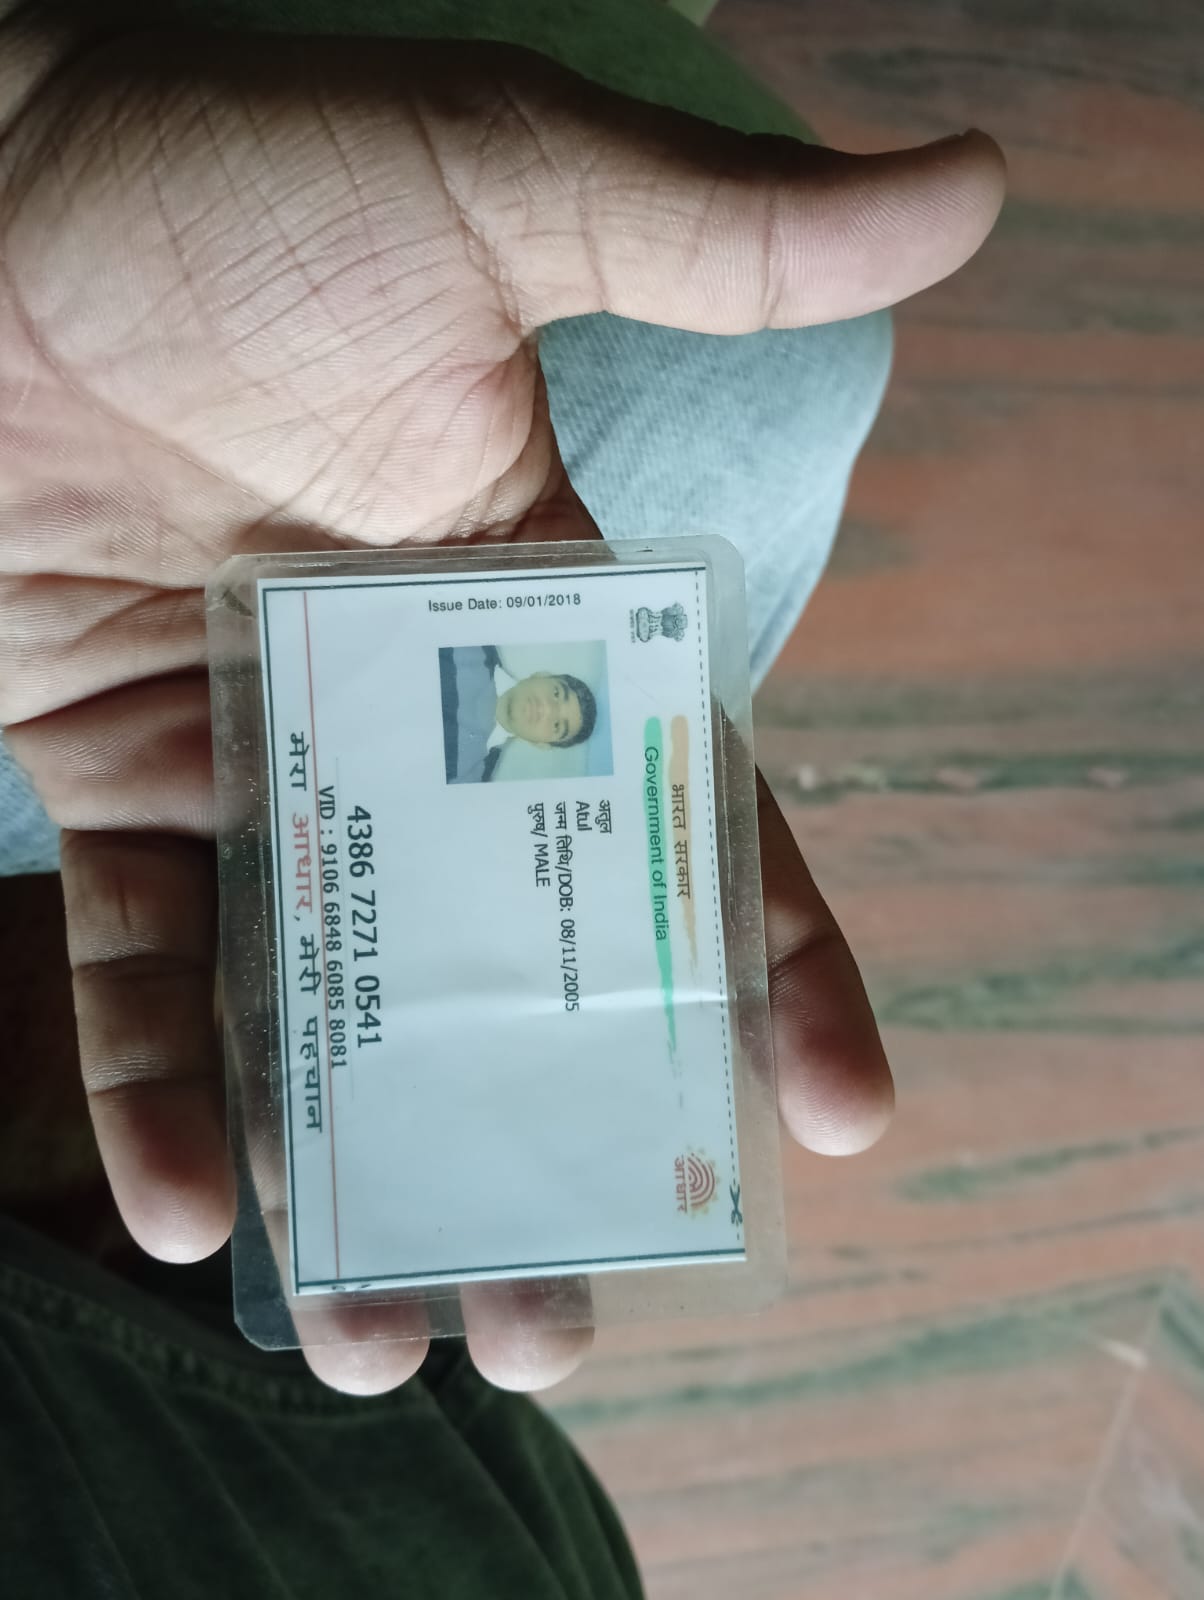 भारत सरकार
Government of India
Issue Date: 09/01/2018
अतुल
Atul
जन्म तिथि/DOB: 08/11/2005
पुरुष/ MALE
4386 7271 0541
VID : 9106 6848 6085 8081
मेरा आधार, मेरी पहचान
आधार